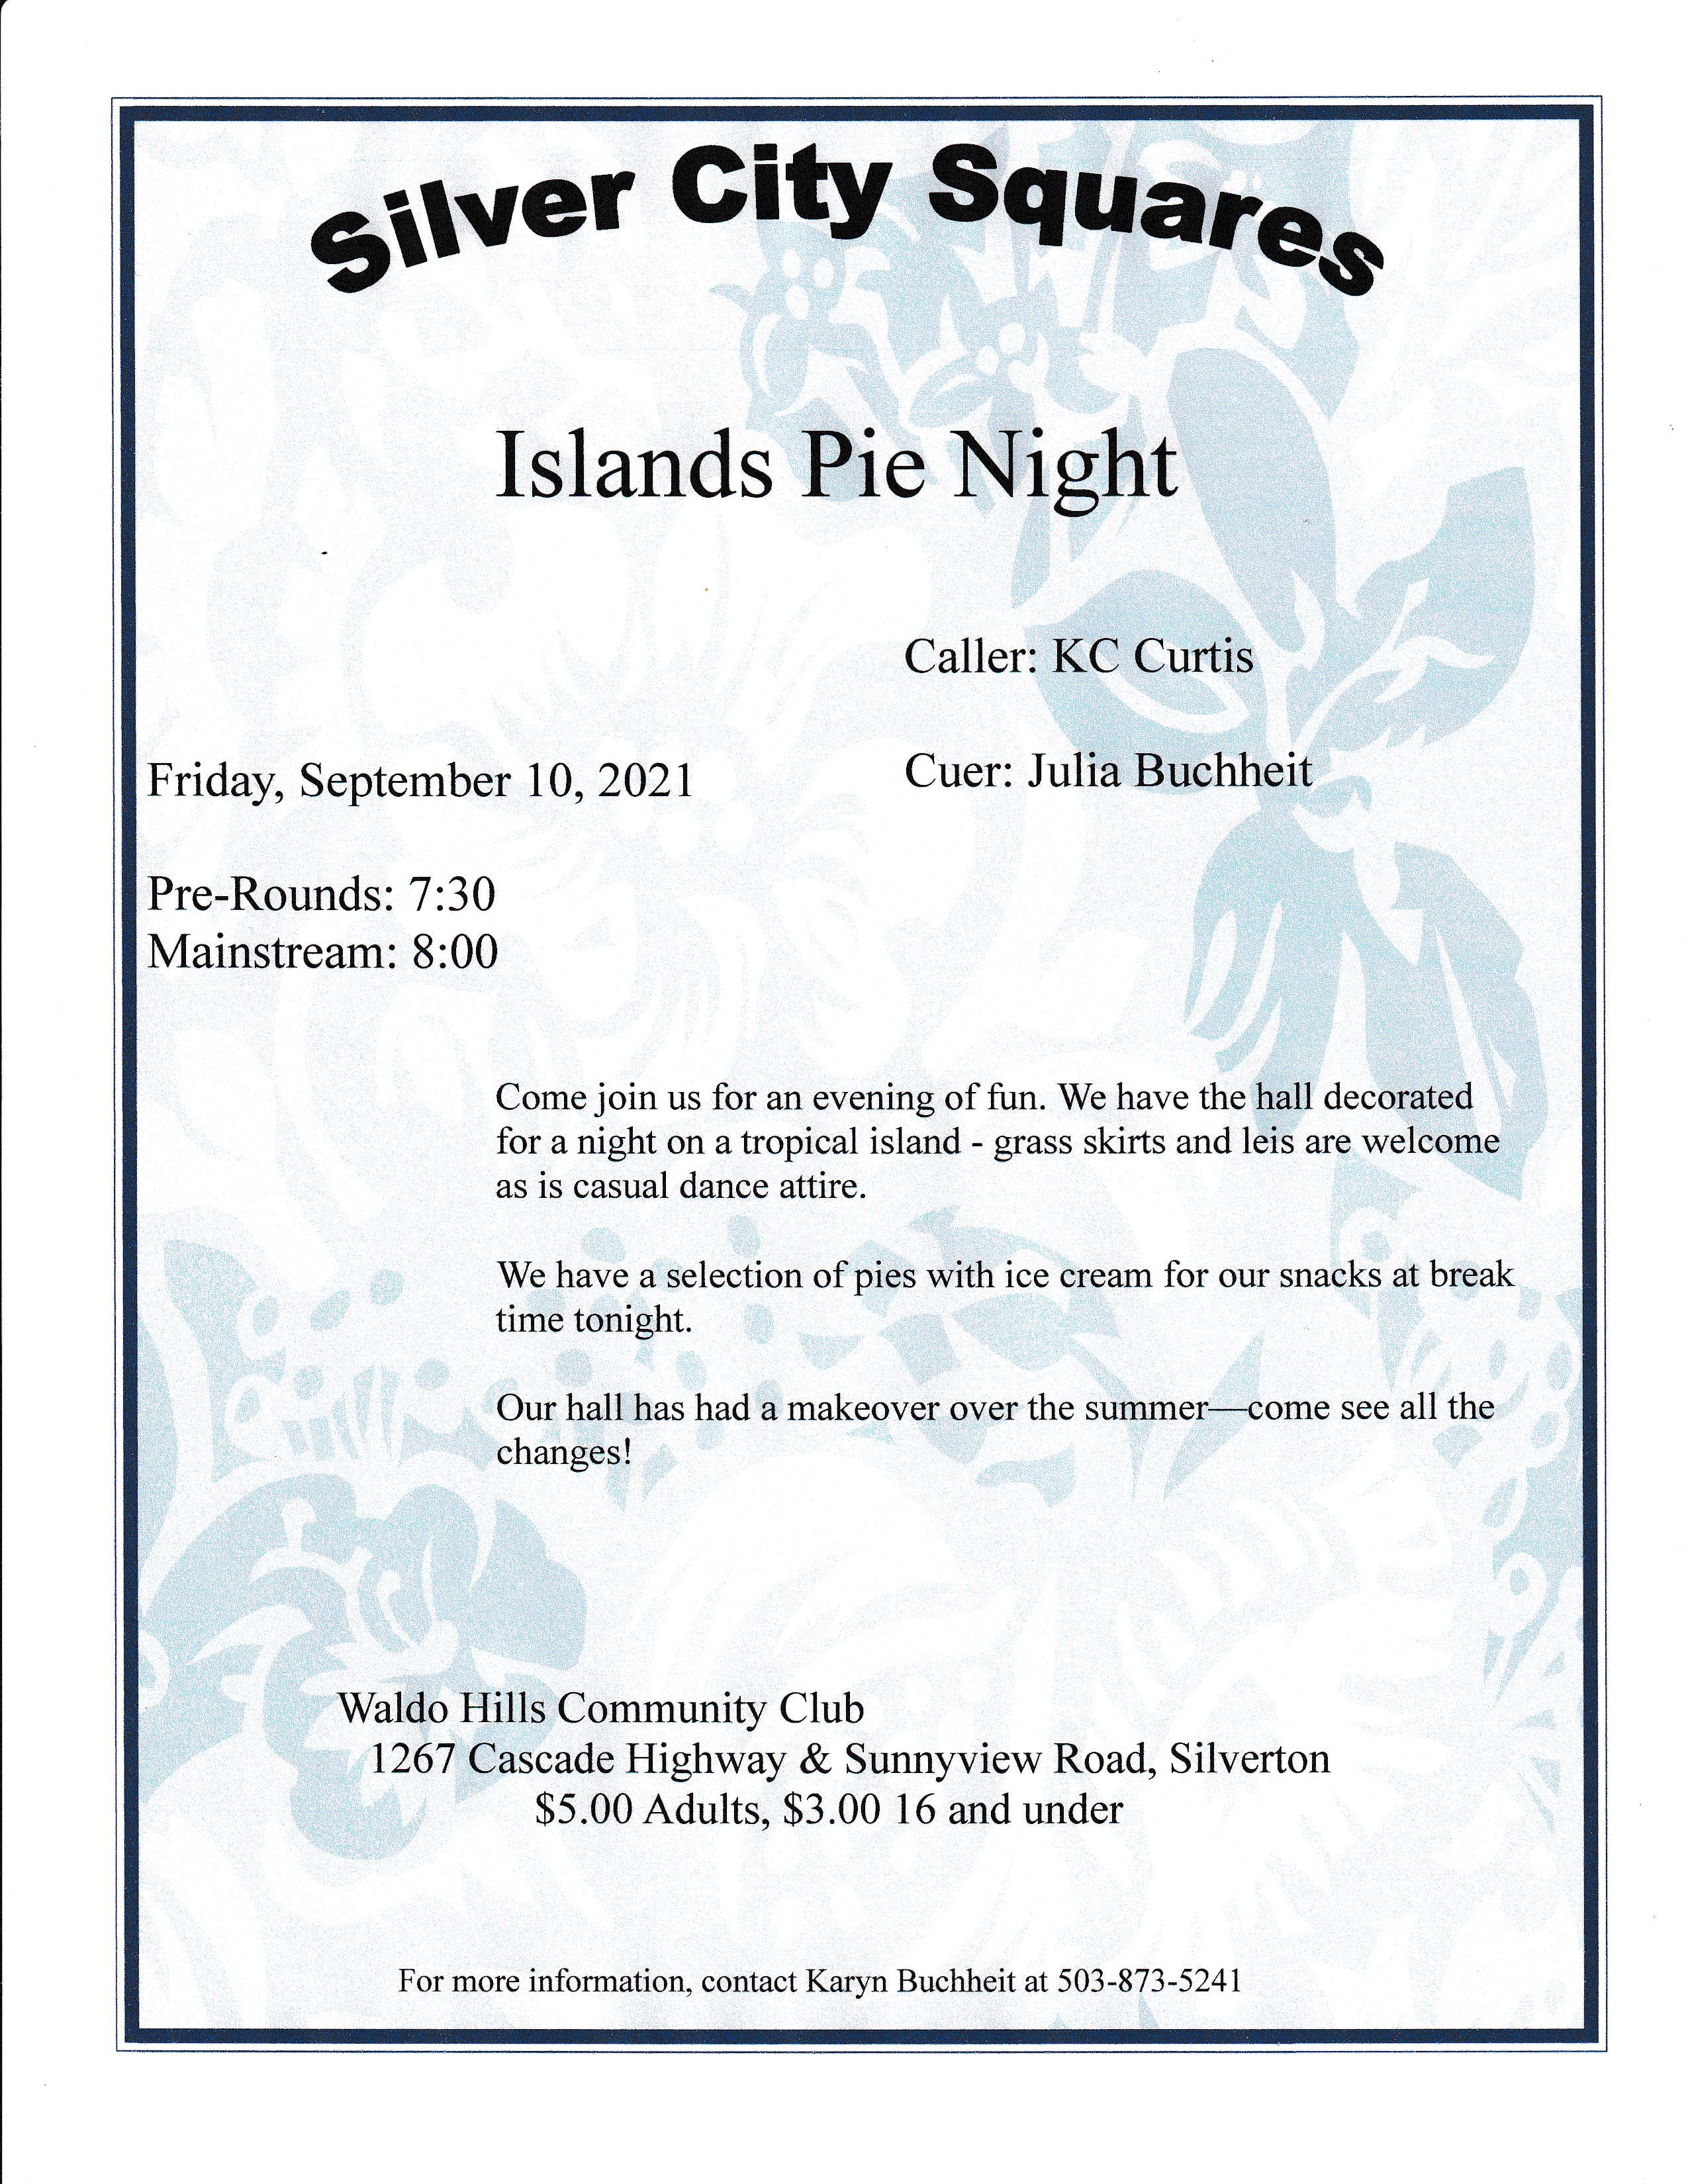 Silver City Squares
Islands Pie Night
Caller: KC Curtis
Cuer: Julia Buchheit
Friday, September 10, 2021
Pre-Rounds: 7:30
Mainstream: 8:00
Come join us for an evening of fun. We have the hall decorated
for a night on a tropical island - grass skirts and leis are welcome
as is casual dance attire.
We have a selection of pies with ice cream for our snacks at break
time tonight.
Our hall has had a makeover over the summer—come see all the
changes!
Waldo Hills Community Club
1267 Cascade Highway & Sunnyview Road, Silverton
$5.00 Adults, $3.00 16 and under
For more information, contact Karyn Buchheit at 503-873-5241